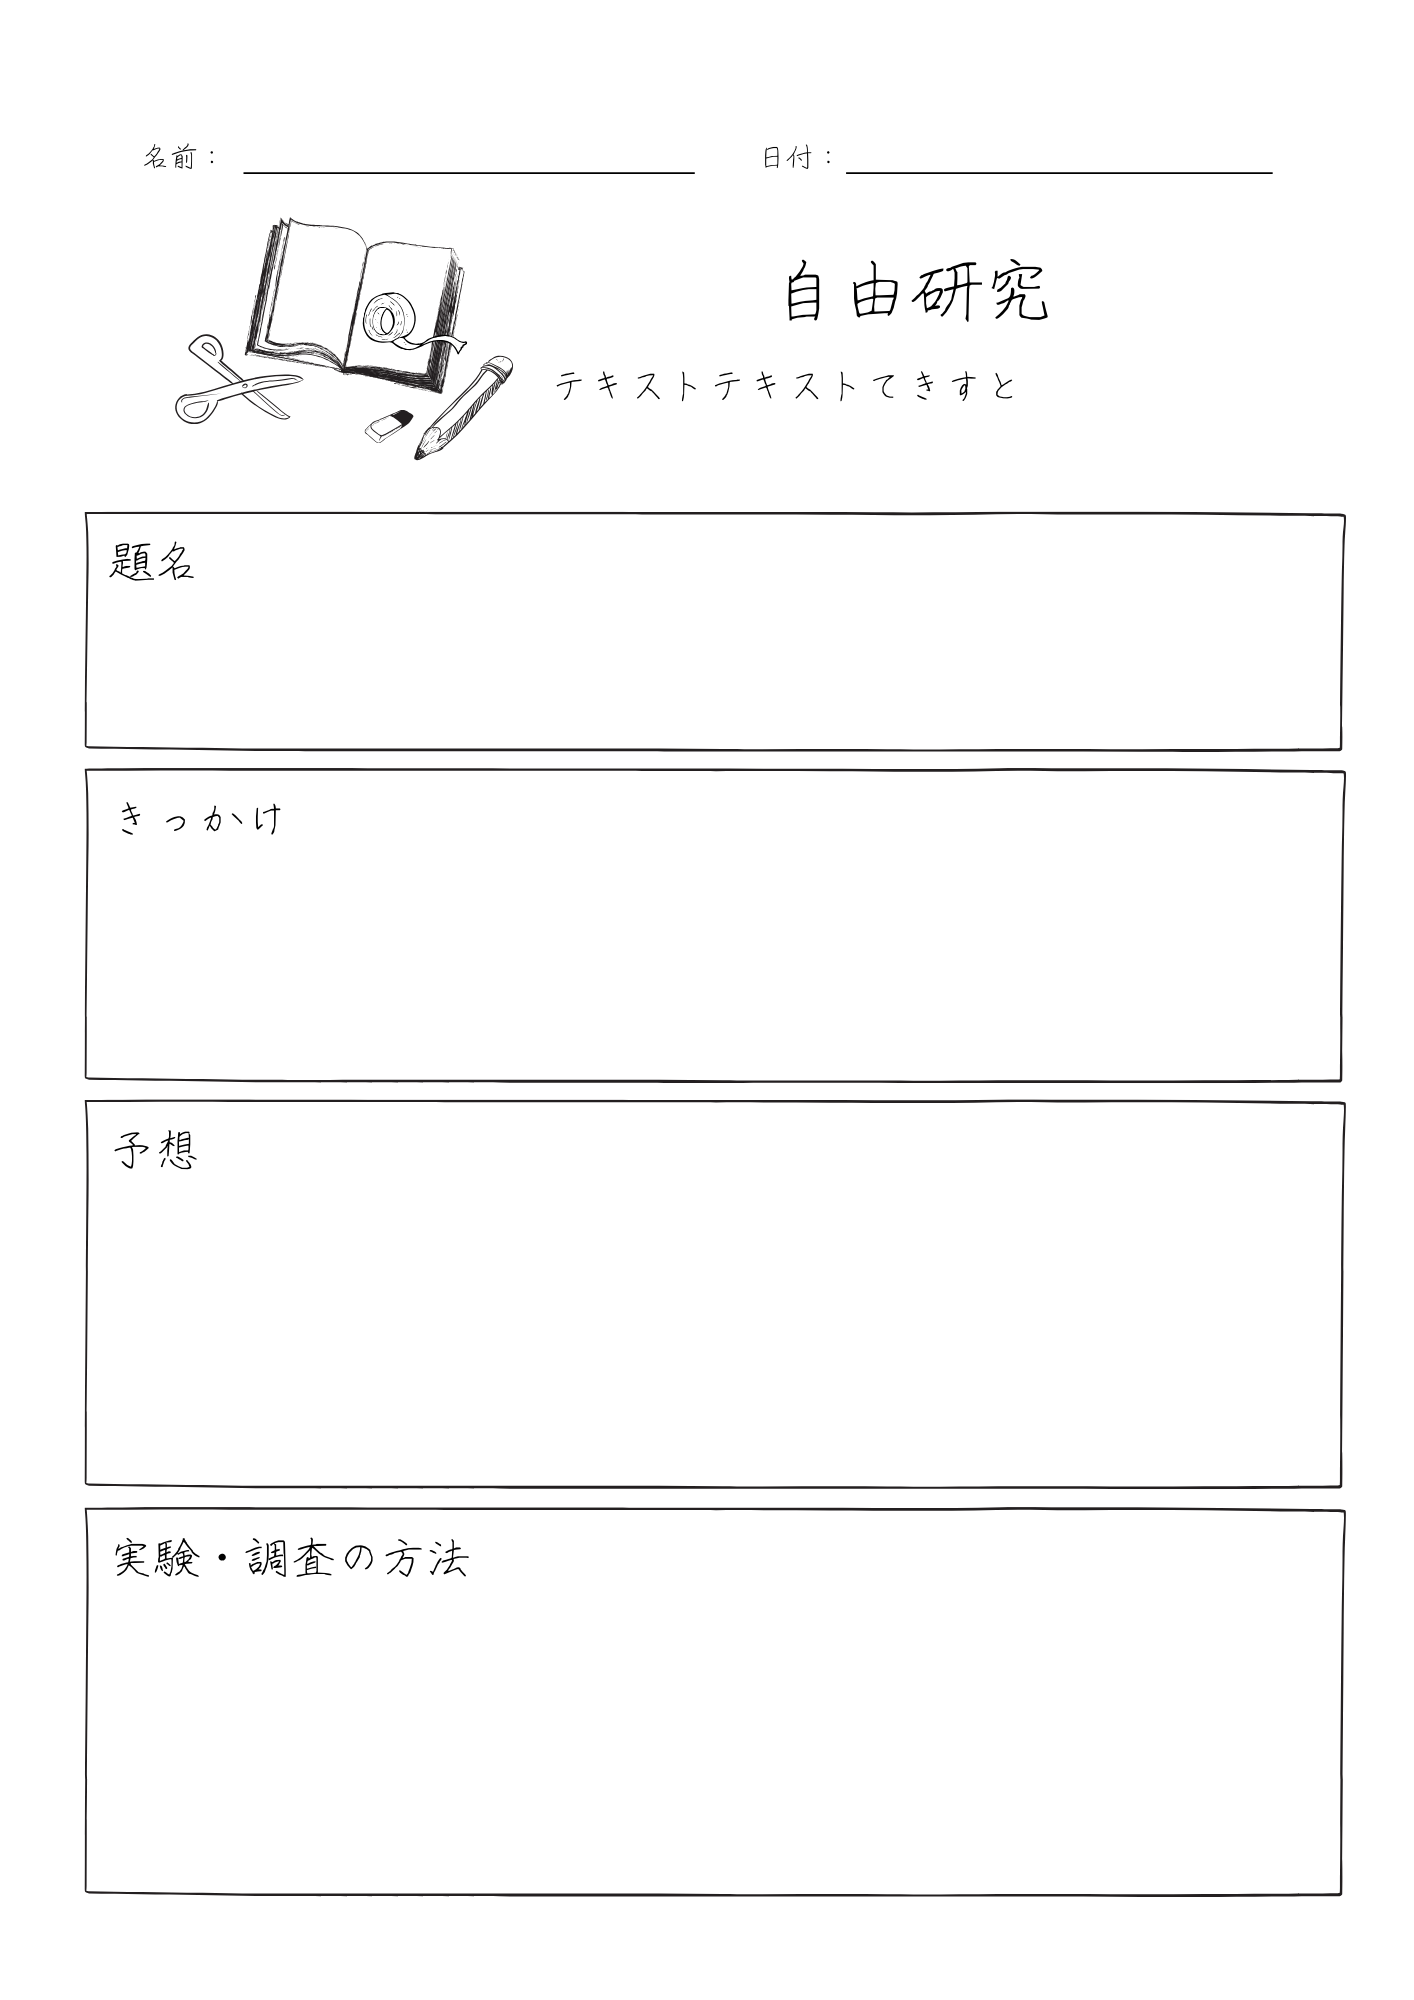 名前： 日付：
自由研究
テキストテキストてきすと
題名
きっかけ
予想
実験・調査の方法